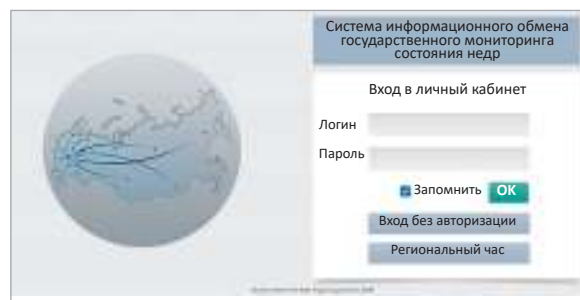 Система информационного обмена
государственного мониторинга
состояния недр
Вход в личный кабинет
Логин
Пароль
Запомнить OK
Вход без авторизации
Региональный час